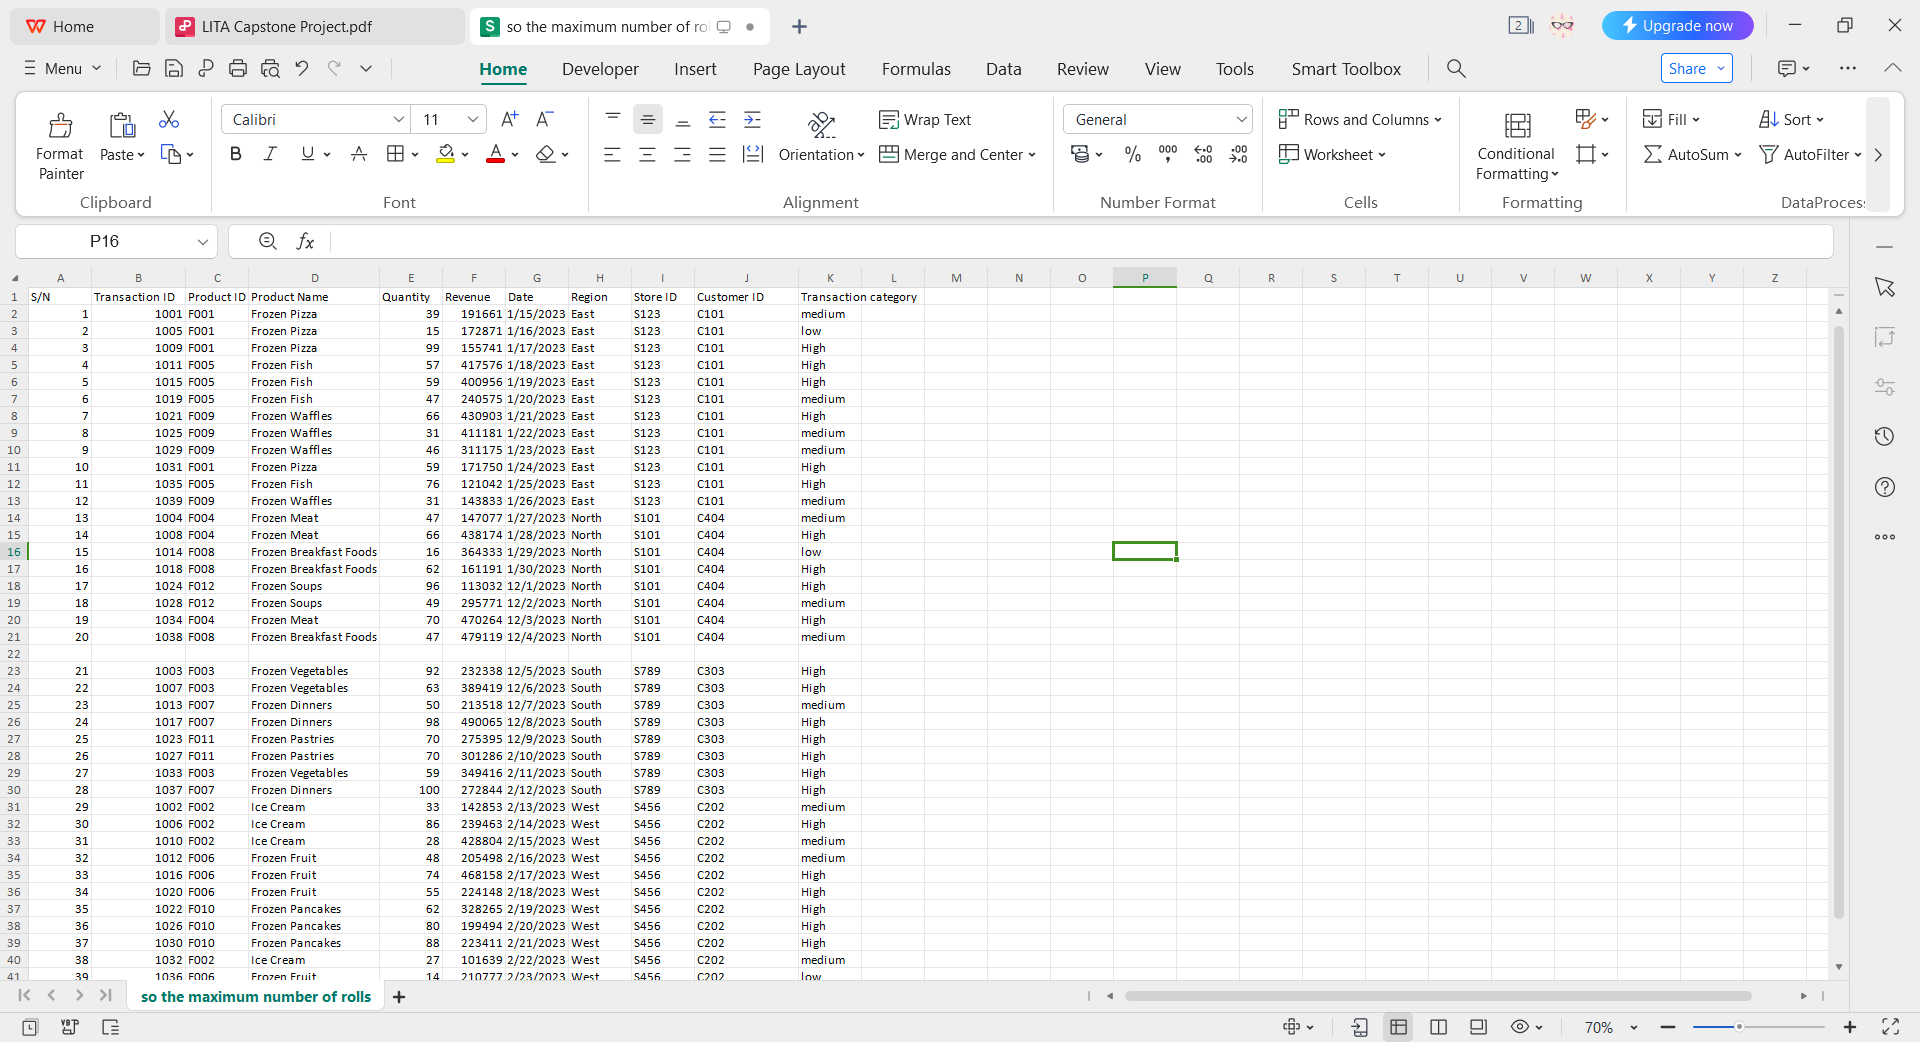 Home LITA Capstone Project.pdf so the maximum number of rol 2 Upgrade now
Menu Home Developer Insert Page Layout Formulas Data Review View Tools Smart Toolbox Share
Format Painter Paste Calibri 11 Orientation Wrap Text Merge and Center General Rows and Columns Worksheet Conditional Formatting Fill Sort AutoSum AutoFilter
Clipboard Font Alignment Number Format Cells Formatting DataProcess
P16 fx
A B C D E F G H I J K L M N O P Q R S T U V W X Y Z
1 S/N Transaction ID Product ID Product Name Quantity Revenue Date Region Store ID Customer ID Transaction category
2 1 1001 F001 Frozen Pizza 39 191661 1/15/2023 East S123 C101 medium
3 2 1005 F001 Frozen Pizza 15 172871 1/16/2023 East S123 C101 low
4 3 1009 F001 Frozen Pizza 99 155741 1/17/2023 East S123 C101 High
5 4 1011 F005 Frozen Fish 57 417576 1/18/2023 East S123 C101 High
6 5 1015 F005 Frozen Fish 59 400956 1/19/2023 East S123 C101 High
7 6 1019 F005 Frozen Fish 47 240575 1/20/2023 East S123 C101 medium
8 7 1021 F009 Frozen Waffles 66 430903 1/21/2023 East S123 C101 High
9 8 1025 F009 Frozen Waffles 31 411181 1/22/2023 East S123 C101 medium
10 9 1029 F009 Frozen Waffles 46 311175 1/23/2023 East S123 C101 medium
11 10 1031 F001 Frozen Pizza 59 171750 1/24/2023 East S123 C101 High
12 11 1035 F005 Frozen Fish 76 121042 1/25/2023 East S123 C101 High
13 12 1039 F009 Frozen Waffles 31 143833 1/26/2023 East S123 C101 medium
14 13 1004 F004 Frozen Meat 47 147077 1/27/2023 North S101 C404 medium
15 14 1008 F004 Frozen Meat 66 438174 1/28/2023 North S101 C404 High
16 15 1014 F008 Frozen Breakfast Foods 16 364333 1/29/2023 North S101 C404 low
17 16 1018 F008 Frozen Breakfast Foods 62 161191 1/30/2023 North S101 C404 High
18 17 1024 F012 Frozen Soups 96 113032 12/1/2023 North S101 C404 High
19 18 1028 F012 Frozen Soups 49 295771 12/2/2023 North S101 C404 medium
20 19 1034 F004 Frozen Meat 70 470264 12/3/2023 North S101 C404 High
21 20 1038 F008 Frozen Breakfast Foods 47 479119 12/4/2023 North S101 C404 medium
22
23 21 1003 F003 Frozen Vegetables 92 232338 12/5/2023 South S789 C303 High
24 22 1007 F003 Frozen Vegetables 63 389419 12/6/2023 South S789 C303 High
25 23 1013 F007 Frozen Dinners 50 213518 12/7/2023 South S789 C303 medium
26 24 1017 F007 Frozen Dinners 98 490065 12/8/2023 South S789 C303 High
27 25 1023 F011 Frozen Pastries 70 275395 12/9/2023 South S789 C303 High
28 26 1027 F011 Frozen Pastries 70 301286 2/10/2023 South S789 C303 High
29 27 1033 F003 Frozen Vegetables 59 349416 2/11/2023 South S789 C303 High
30 28 1037 F007 Frozen Dinners 100 272844 2/12/2023 South S789 C303 High
31 29 1002 F002 Ice Cream 33 142853 2/13/2023 West S456 C202 medium
32 30 1006 F002 Ice Cream 86 239463 2/14/2023 West S456 C202 High
33 31 1010 F002 Ice Cream 28 428804 2/15/2023 West S456 C202 medium
34 32 1012 F006 Frozen Fruit 48 205498 2/16/2023 West S456 C202 medium
35 33 1016 F006 Frozen Fruit 74 468158 2/17/2023 West S456 C202 High
36 34 1020 F006 Frozen Fruit 55 224148 2/18/2023 West S456 C202 High
37 35 1022 F010 Frozen Pancakes 62 328265 2/19/2023 West S456 C202 High
38 36 1026 F010 Frozen Pancakes 80 199494 2/20/2023 West S456 C202 High
39 37 1030 F010 Frozen Pancakes 88 223411 2/21/2023 West S456 C202 High
40 38 1032 F002 Ice Cream 27 101639 2/22/2023 West S456 C202 medium
41 39 1036 F006 Frozen Fruit 14 210777 2/23/2023 West S456 C202 low
so the maximum number of rolls
70%